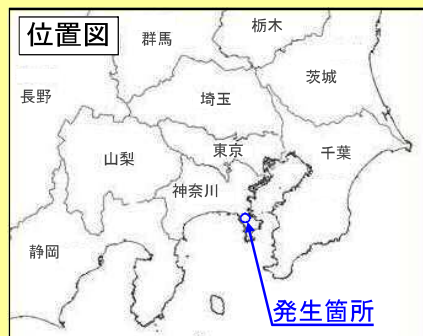 位置図
栃木
群馬
茨城
長野
埼玉
東京
千葉
山梨
神奈川
静岡
発生箇所